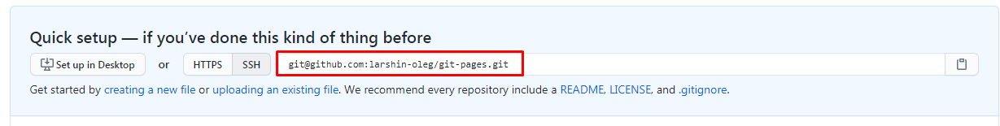 Quick setup — if you’ve done this kind of thing before
Set up in Desktop or HTTPS SSH git@github.com:larshin-oleg/git-pages.git
Get started by creating a new file or uploading an existing file. We recommend every repository include a README, LICENSE, and .gitignore.